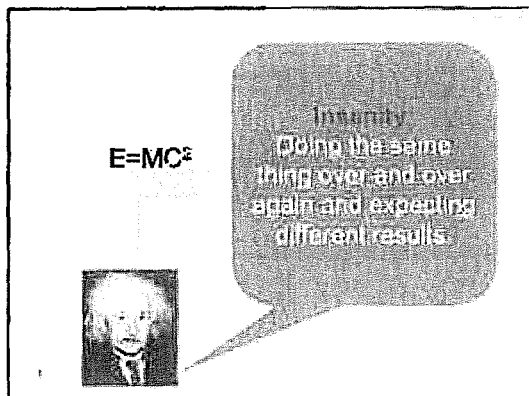 E=MC²
Insanity
Doing the same
thing over and over
again and expecting
different results